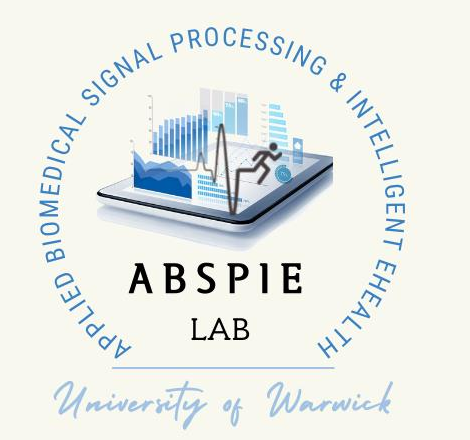 APPLIED BIOMEDICAL SIGNAL PROCESSING & INTELLIGENT EHEALTH
ABSPIE
LAB
University of Warwick